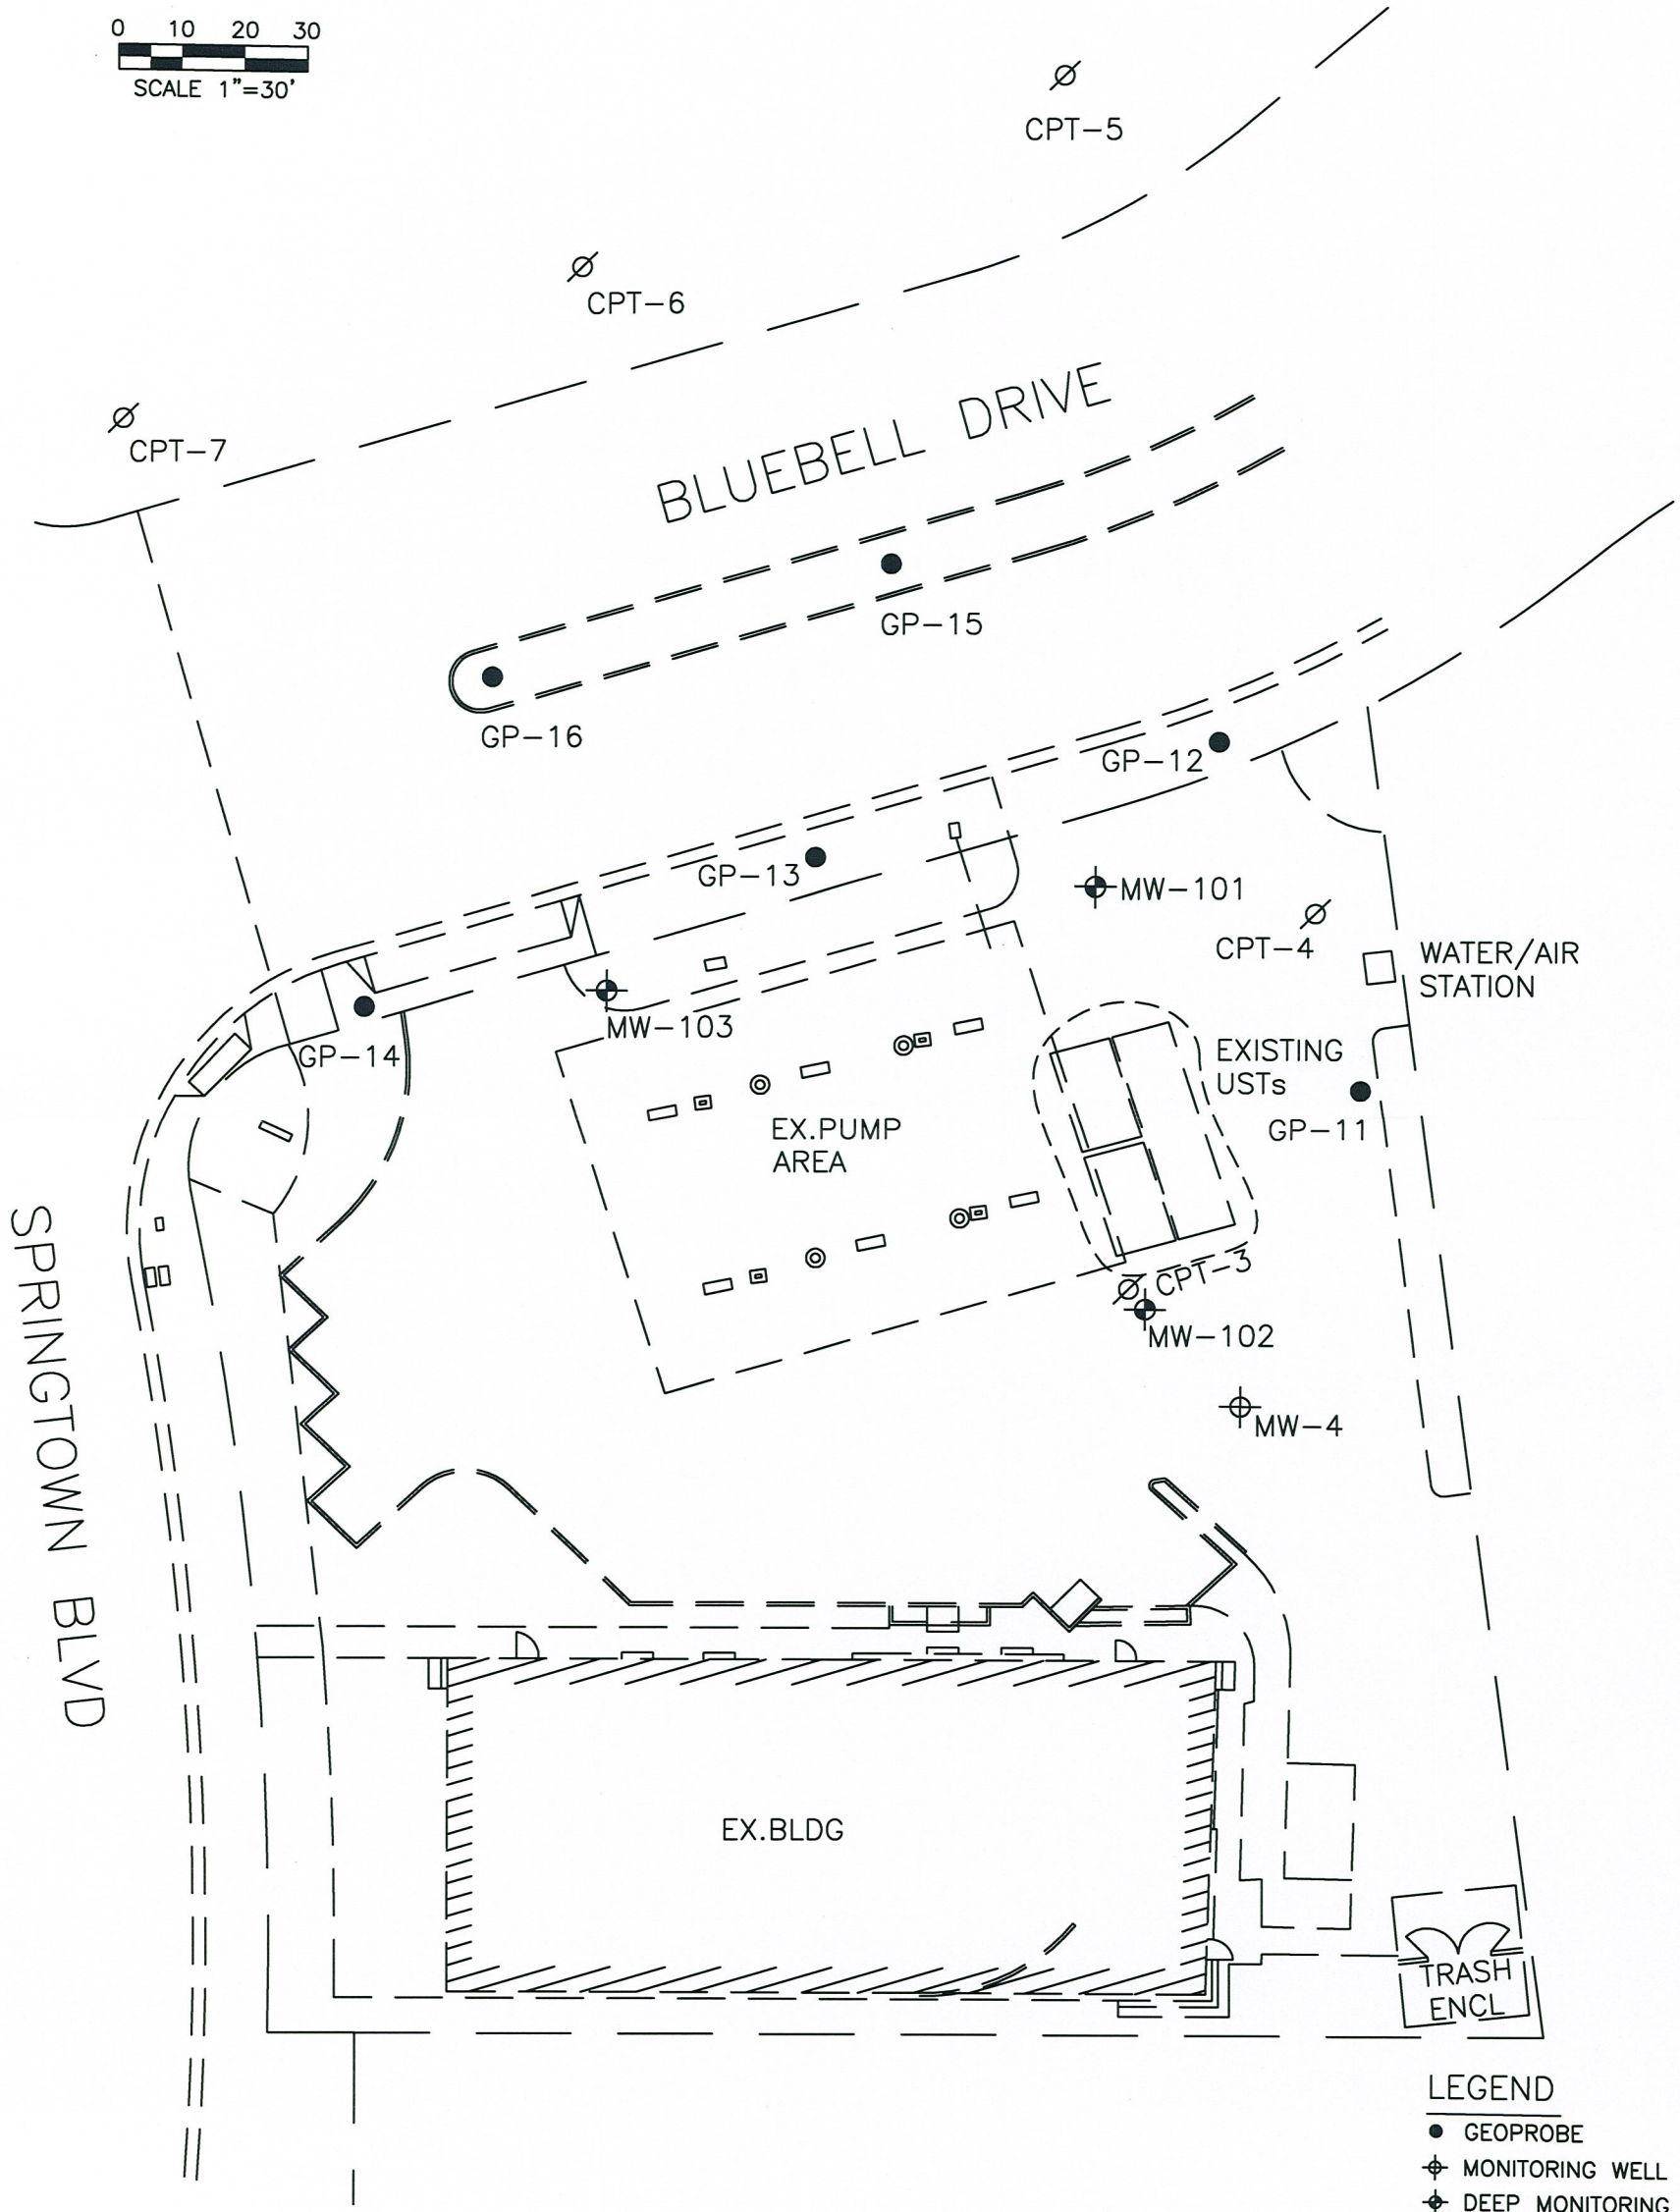 0 10 20 30
SCALE 1"=30'
CPT-5
CPT-6
CPT-7
BLUEBELL DRIVE
GP-15
GP-16
GP-12
GP-13
MW-101
CPT-4
WATER/AIR
STATION
MW-103
GP-14
EXISTING
USTs
GP-11
EX.PUMP
AREA
CPT-3
MW-102
MW-4
SPRINGTOWN BLVD
EX.BLDG
TRASH
ENCL
LEGEND
GEOPROBE
MONITORING WELL
DEEP MONITORING